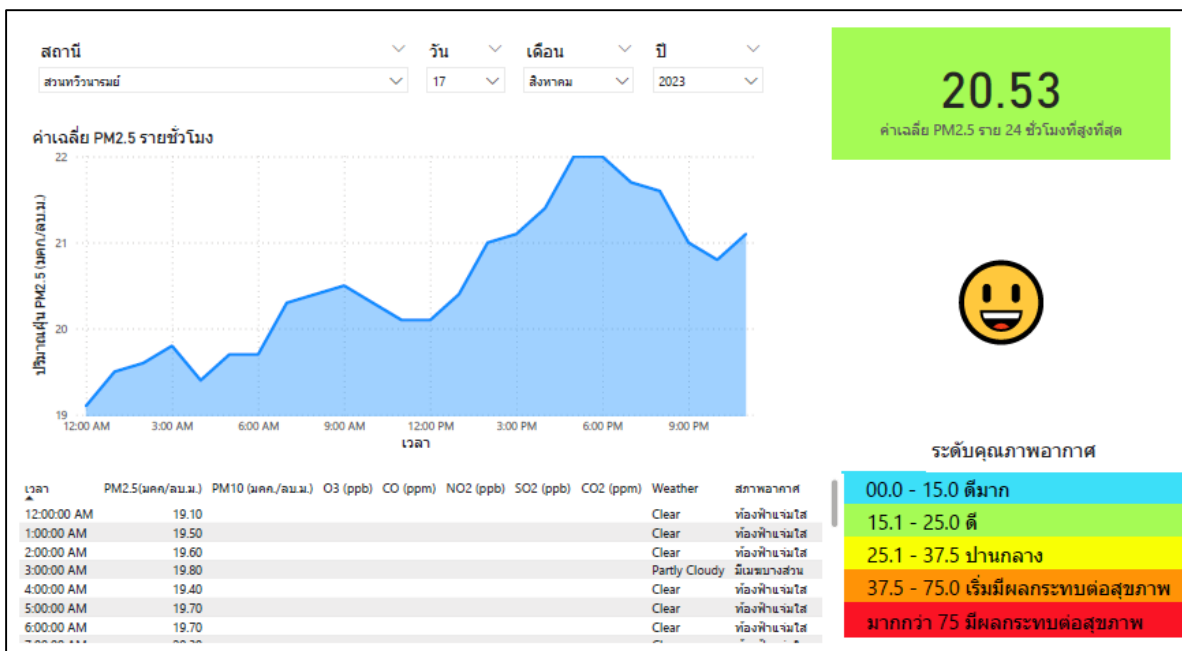 สถานี วัน เดือน ปี
สวนทวีวนารมย์ 17 สิงหาคม 2023
20.53
ค่าเฉลี่ย PM2.5 ราย 24 ชั่วโมงที่สูงที่สุด
ค่าเฉลี่ย PM2.5 รายชั่วโมง
ปริมาณฝุ่น PM2.5 (มคก./ลบ.ม.)
22
21
20
19
12:00 AM 3:00 AM 6:00 AM 9:00 AM 12:00 PM 3:00 PM 6:00 PM 9:00 PM
เวลา
เวลา PM2.5(มคก/ลบ.ม.) PM10 (มคก./ลบ.ม.) O3 (ppb) CO (ppm) NO2 (ppb) SO2 (ppb) CO2 (ppm) Weather สภาพอากาศ
12:00:00 AM 19.10 Clear ท้องฟ้าแจ่มใส
1:00:00 AM 19.50 Clear ท้องฟ้าแจ่มใส
2:00:00 AM 19.60 Clear ท้องฟ้าแจ่มใส
3:00:00 AM 19.80 Partly Cloudy มีเมฆบางส่วน
4:00:00 AM 19.40 Clear ท้องฟ้าแจ่มใส
5:00:00 AM 19.70 Clear ท้องฟ้าแจ่มใส
6:00:00 AM 19.70 Clear ท้องฟ้าแจ่มใส
ระดับคุณภาพอากาศ
00.0 - 15.0 ดีมาก
15.1 - 25.0 ดี
25.1 - 37.5 ปานกลาง
37.5 - 75.0 เริ่มมีผลกระทบต่อสุขภาพ
มากกว่า 75 มีผลกระทบต่อสุขภาพ